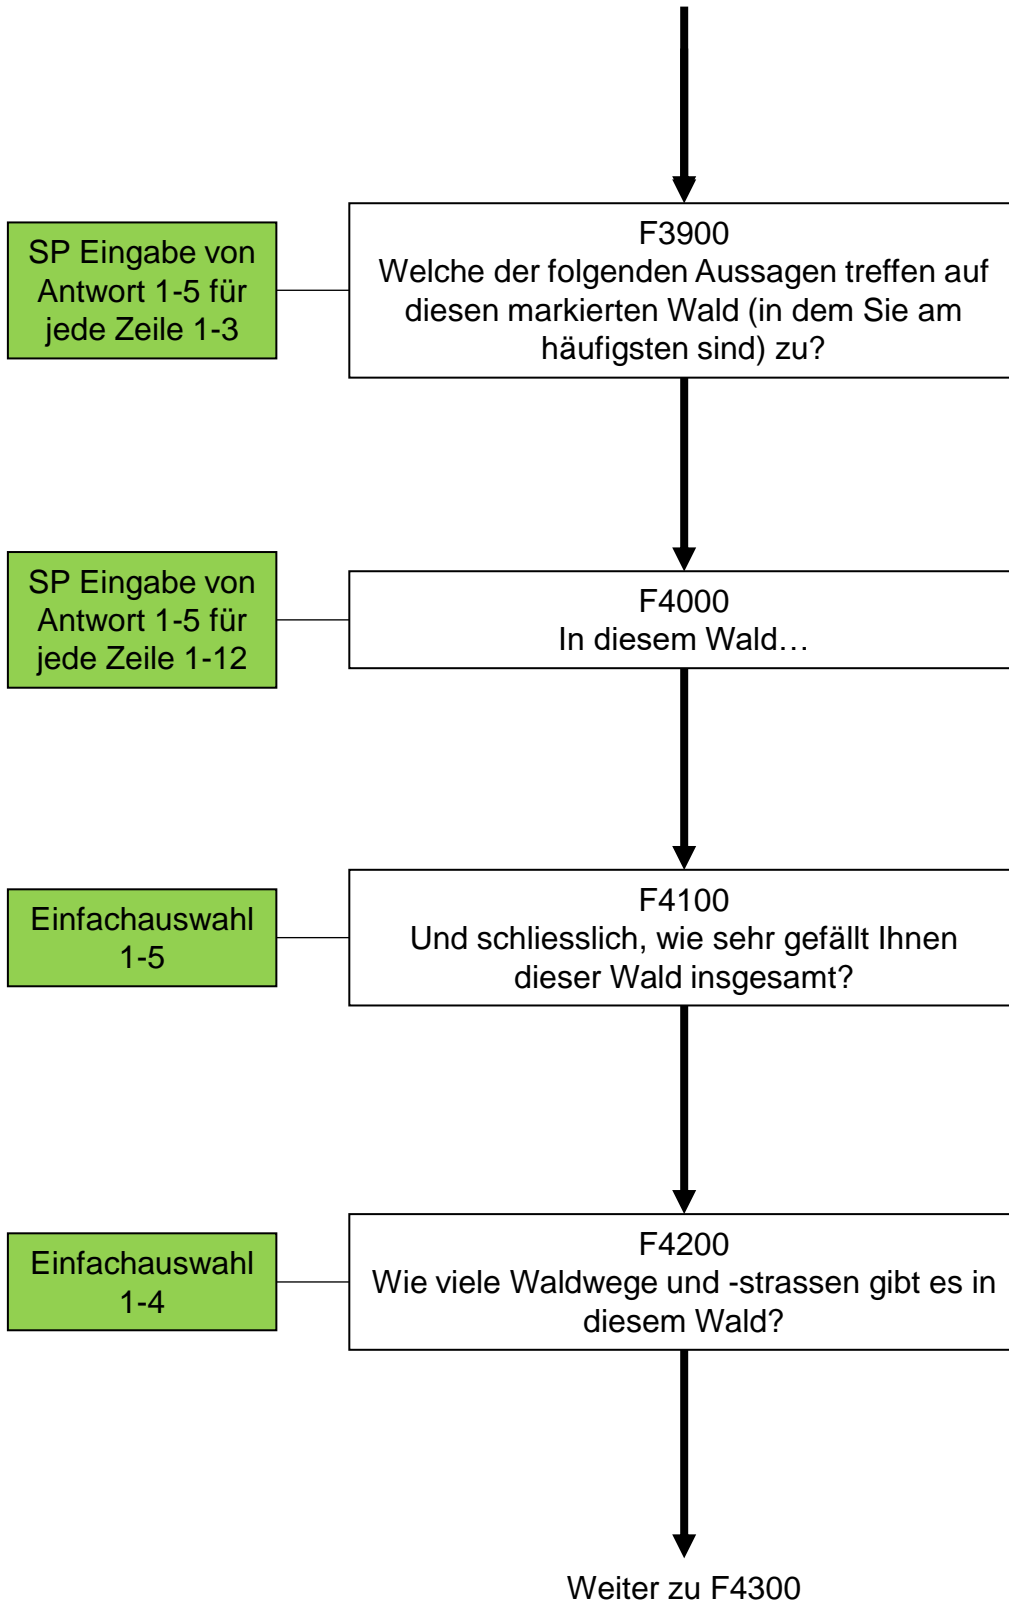 SP Eingabe von
Antwort 1-5 für
jede Zeile 1-3
F3900
Welche der folgenden Aussagen treffen auf
diesen markierten Wald (in dem Sie am
häufigsten sind) zu?
SP Eingabe von
Antwort 1-5 für
jede Zeile 1-12
F4000
In diesem Wald…
Einfachauswahl
1-5
F4100
Und schliesslich, wie sehr gefällt Ihnen
dieser Wald insgesamt?
Einfachauswahl
1-4
F4200
Wie viele Waldwege und -strassen gibt es in
diesem Wald?
Weiter zu F4300